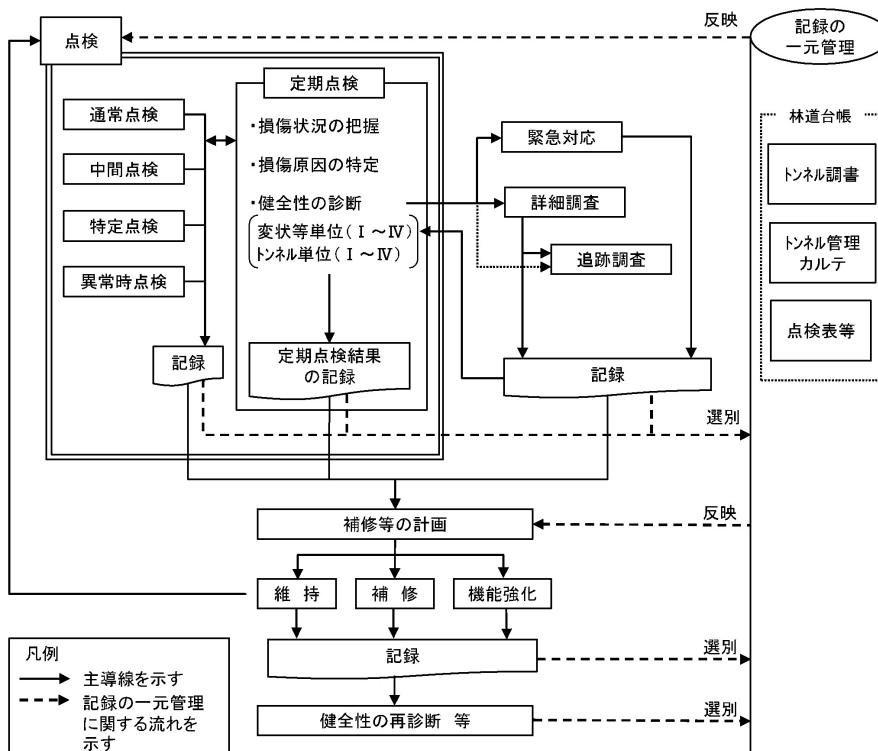 点検
反映
記録の
一元管理
定期点検
通常点検
中間点検
特定点検
異常時点検
・損傷状況の把握
・損傷原因の特定
・健全性の診断
変状等単位(Ⅰ～Ⅳ)
トンネル単位(Ⅰ～Ⅳ)
緊急対応
詳細調査
追跡調査
林道台帳
トンネル調書
トンネル管理
カルテ
点検表等
記録
定期点検結果
の記録
記録
選別
補修等の計画
反映
維 持
補 修
機能強化
記録
選別
健全性の再診断 等
選別
凡例
主導線を示す
記録の一元管理
に関する流れを
示す